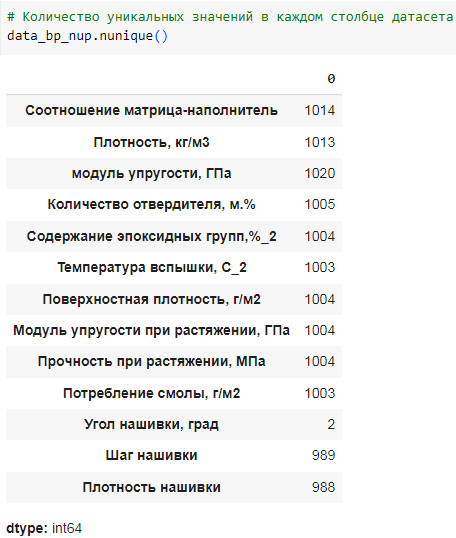 # Количество уникальных значений в каждом столбце датасета
data_bp_nup.nunique()
0
Соотношение матрица-наполнитель 1014
Плотность, кг/м3 1013
модуль упругости, ГПа 1020
Количество отвердителя, м.% 1005
Содержание эпоксидных групп,%_2 1004
Температура вспышки, С_2 1003
Поверхностная плотность, г/м2 1004
Модуль упругости при растяжении, ГПа 1004
Прочность при растяжении, МПа 1004
Потребление смолы, г/м2 1003
Угол нашивки, град 2
Шаг нашивки 989
Плотность нашивки 988
dtype: int64